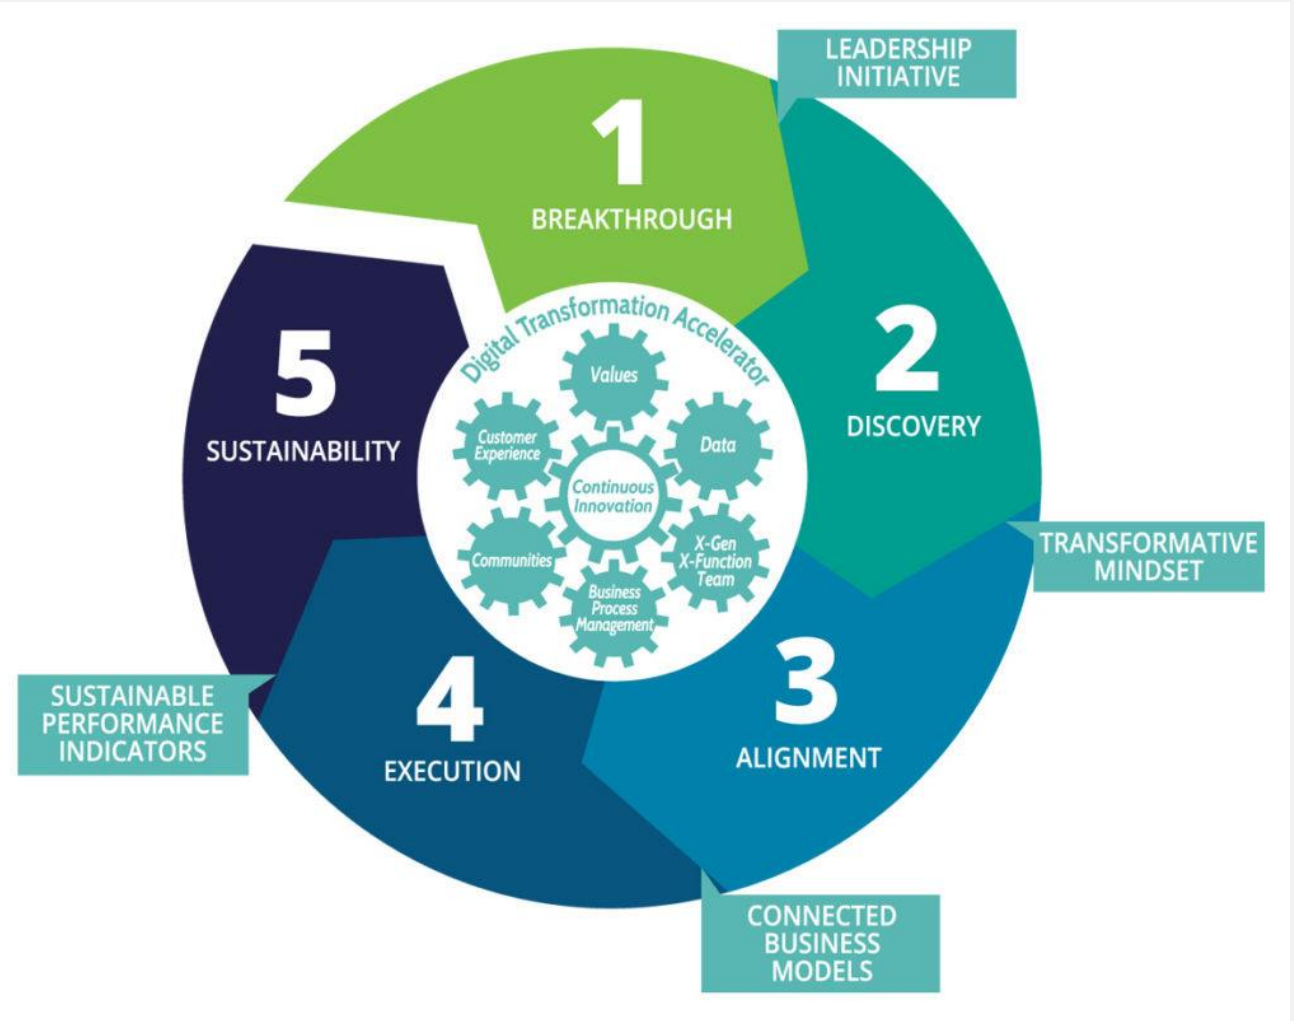 LEADERSHIP
INITIATIVE
1
BREAKTHROUGH
2
DISCOVERY
TRANSFORMATIVE
MINDSET
3
ALIGNMENT
CONNECTED
BUSINESS
MODELS
4
EXECUTION
SUSTAINABLE
PERFORMANCE
INDICATORS
5
SUSTAINABILITY
Digital Transformation Accelerator
Values
Data
X-Gen
X-Function
Team
Business
Process
Management
Communities
Customer
Experience
Continuous
Innovation